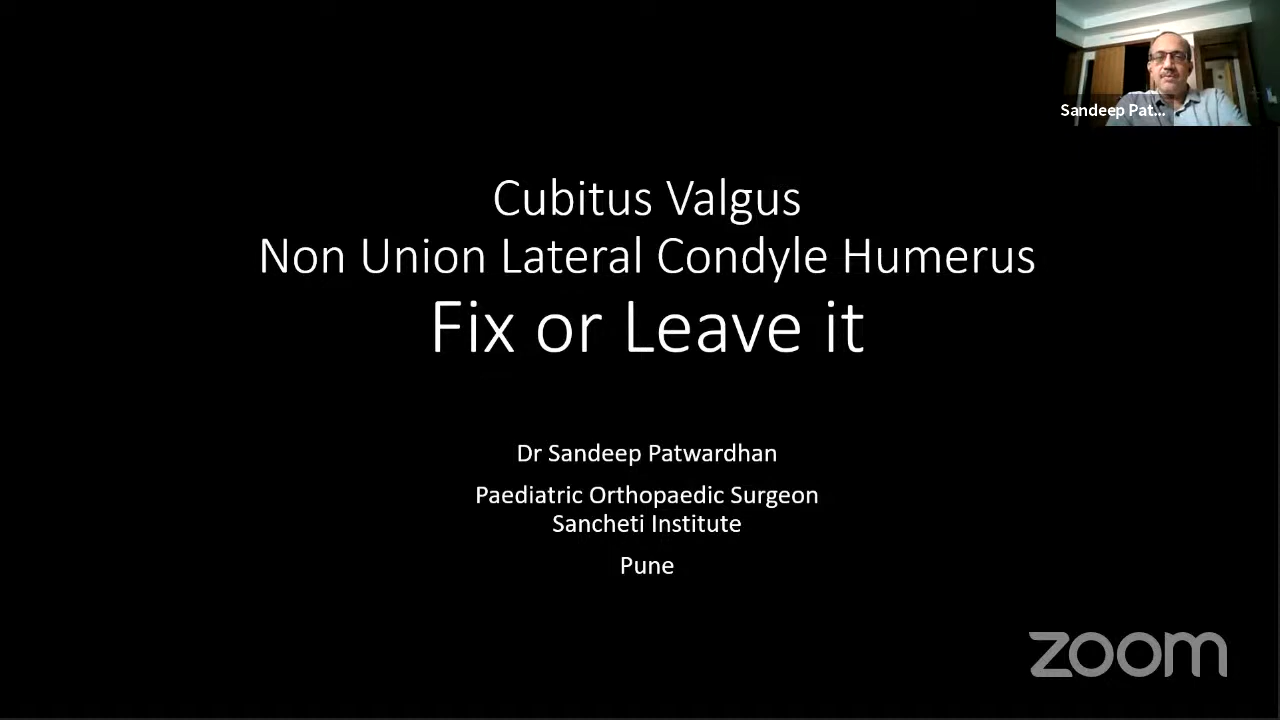 Sandeep Pat...
Cubitus Valgus
Non Union Lateral Condyle Humerus
Fix or Leave it
Dr Sandeep Patwardhan
Paediatric Orthopaedic Surgeon
Sancheti Institute
Pune
zoom